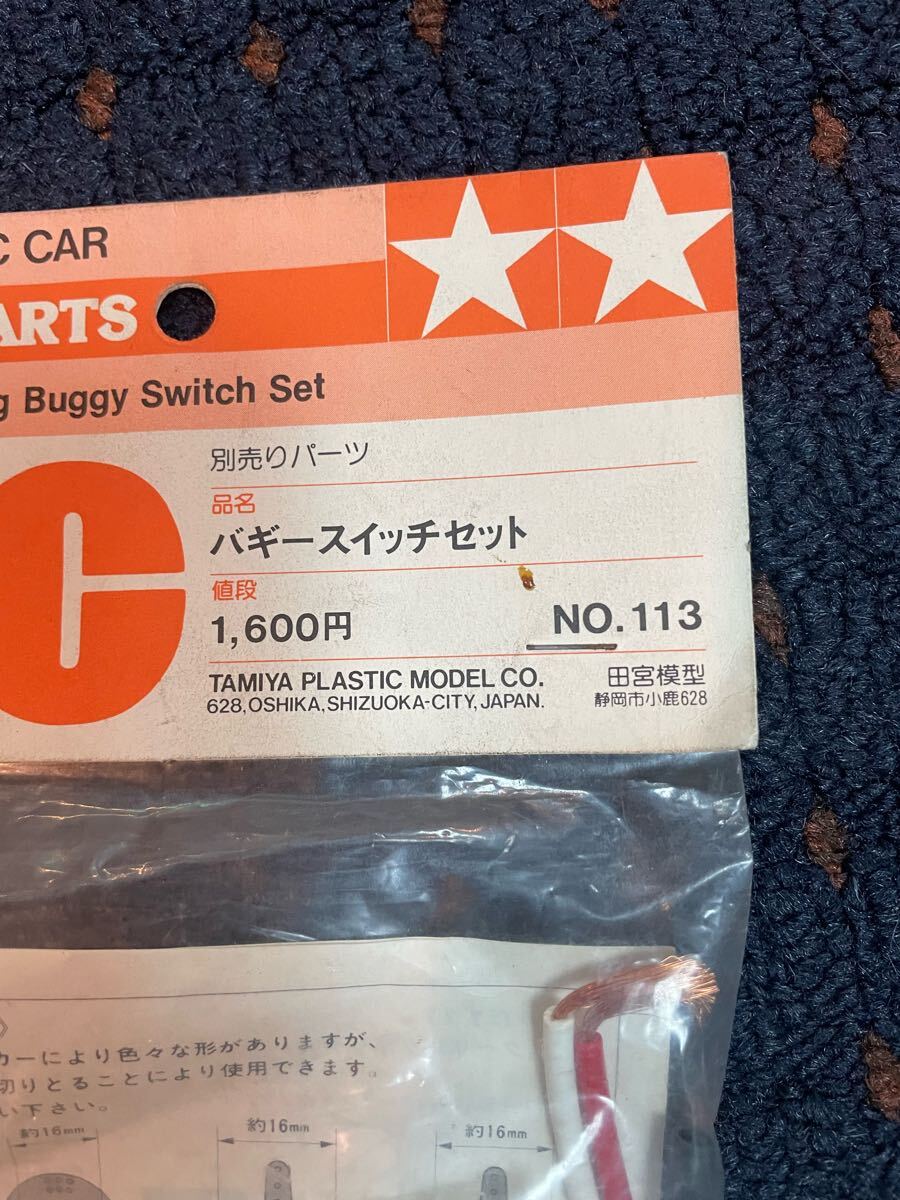 C CAR
ARTS
g Buggy Switch Set
C
別売りパーツ
品名
バギースイッチセット
値段
1,600円
NO.113
TAMIYA PLASTIC MODEL CO.
田宮模型
628,OSHIKA,SHIZUOKA-CITY,JAPAN.
静岡市小鹿628
カーにより色々な形がありますが、
切りとることにより使用できます。
い下さい。
約16mm
約16mm
約16mm